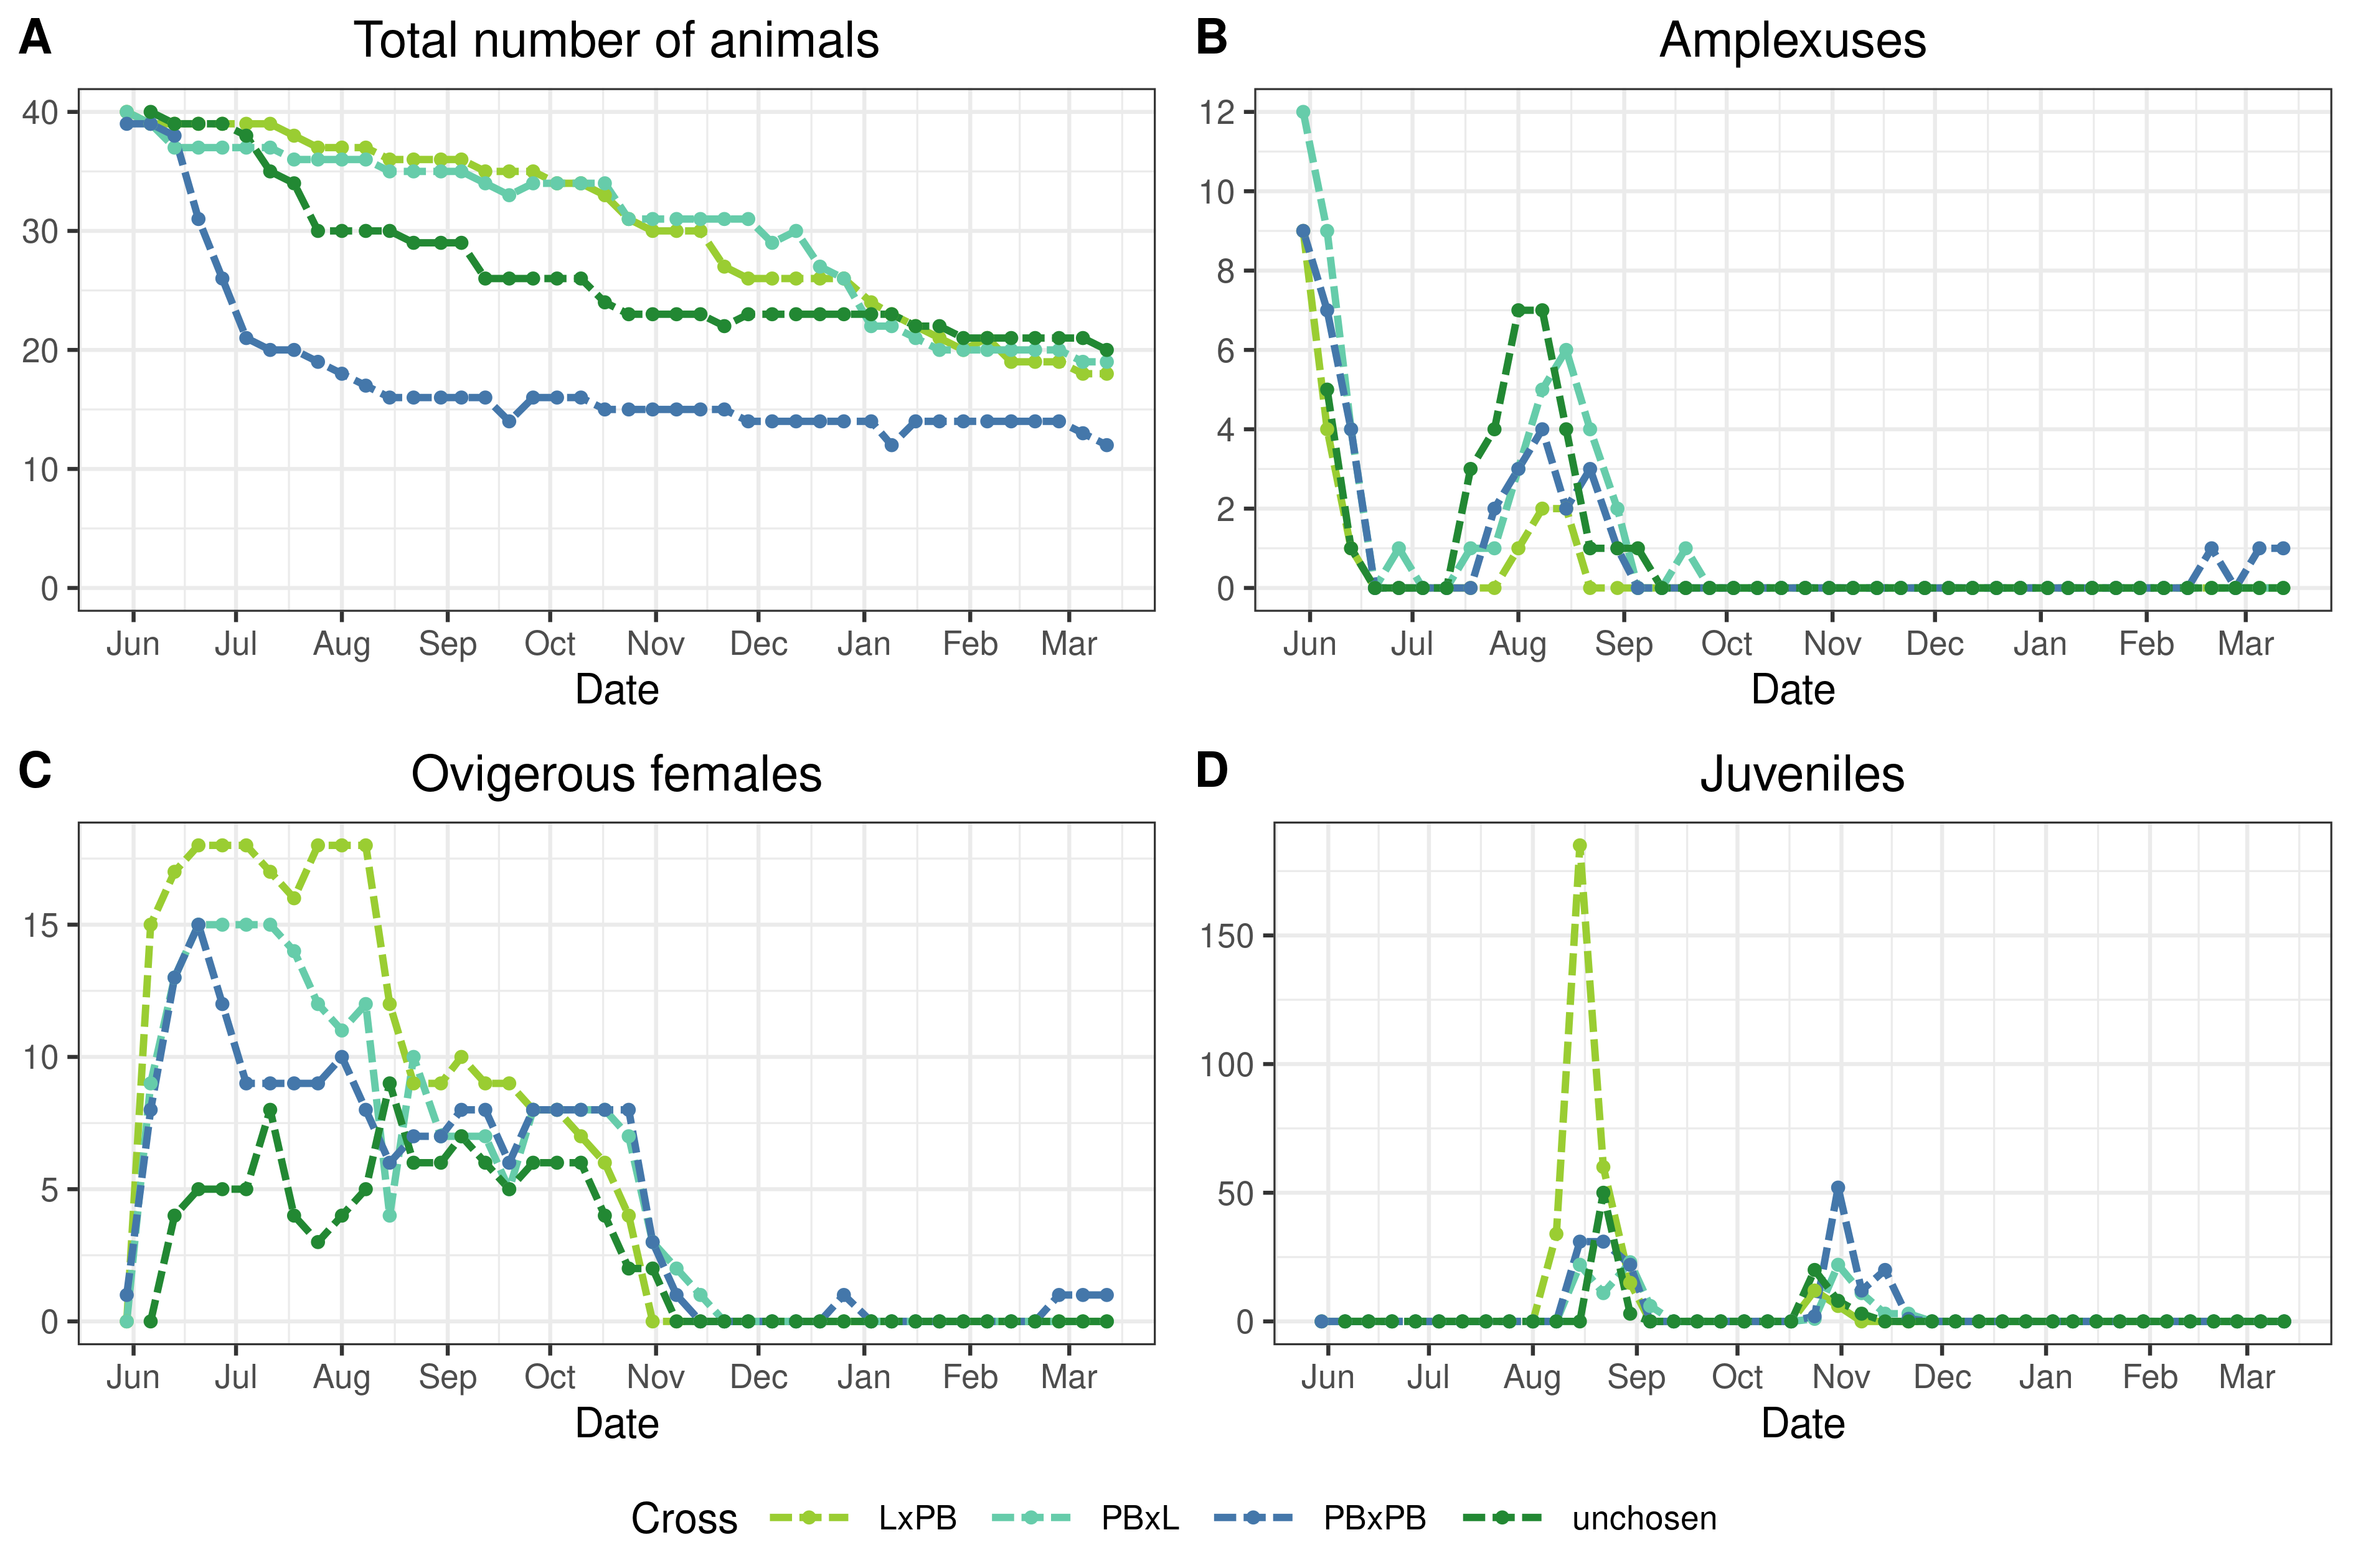 A Total number of animals
40
30
20
10
0
Jun Jul Aug Sep Oct Nov Dec Jan Feb Mar
Date
B Amplexuses
12
10
8
6
4
2
0
Jun Jul Aug Sep Oct Nov Dec Jan Feb Mar
Date
C Ovigerous females
15
10
5
0
Jun Jul Aug Sep Oct Nov Dec Jan Feb Mar
Date
D Juveniles
150
100
50
0
Jun Jul Aug Sep Oct Nov Dec Jan Feb Mar
Date
Cross LxPB PBxL PBxPB unchosen